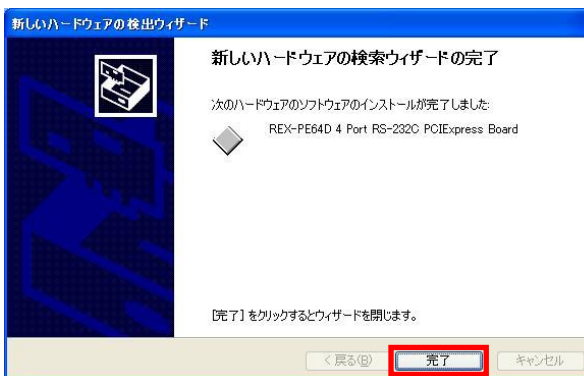 新しいハードウェアの検出ウィザード
新しいハードウェアの検索ウィザードの完了
次のハードウェアのソフトウェアのインストールが完了しました:
REX-PE64D 4 Port RS-232C PCIExpress Board
[完了] をクリックするとウィザードを閉じます。
< 戻る(B)
完了
キャンセル